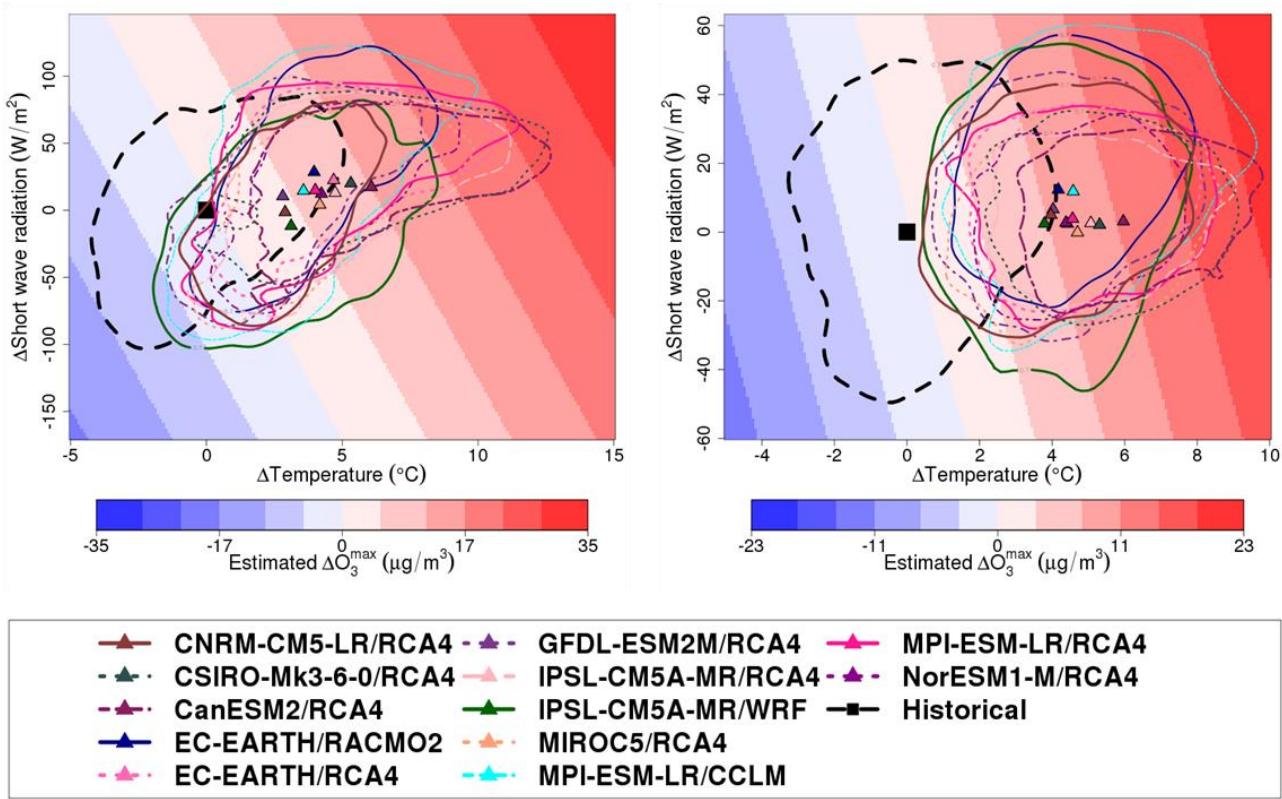 ΔShort wave radiation (W/m²)
100
50
0
-50
-100
-150
-5 0 5 10 15
ΔTemperature (°C)
-35 -17 0 17 35
Estimated ΔO₃ᵐᵃˣ (μg/m³)
ΔShort wave radiation (W/m²)
60
40
20
0
-20
-40
-60
-4 -2 0 2 4 6 8 10
ΔTemperature (°C)
-23 -11 0 11 23
Estimated ΔO₃ᵐᵃˣ (μg/m³)
CNRM-CM5-LR/RCA4 GFDL-ESM2M/RCA4 MPI-ESM-LR/RCA4
CSIRO-Mk3-6-0/RCA4 IPSL-CM5A-MR/RCA4 NorESM1-M/RCA4
CanESM2/RCA4 IPSL-CM5A-MR/WRF Historical
EC-EARTH/RACMO2 MIROC5/RCA4
EC-EARTH/RCA4 MPI-ESM-LR/CCLM